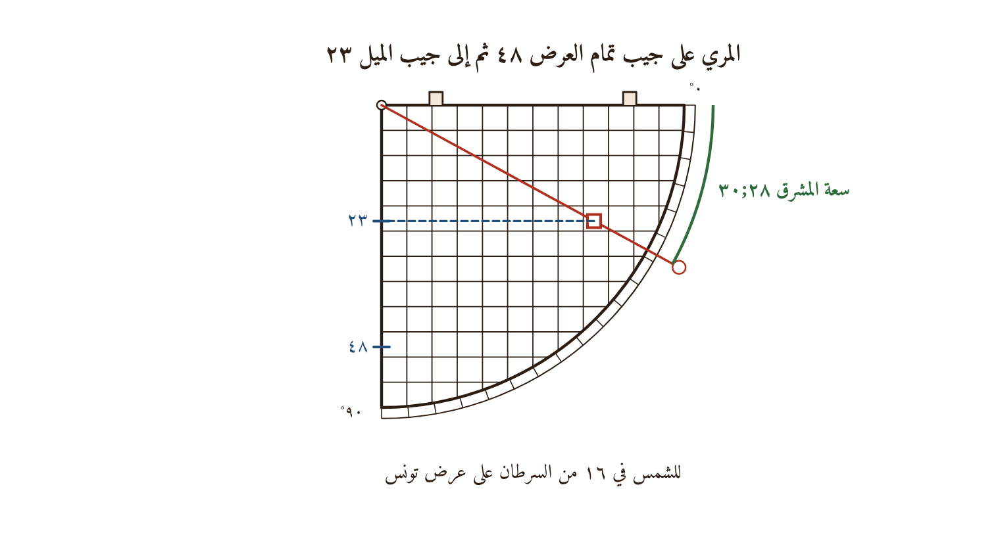 المري على جيب تمام العرض ٤٨ ثم إلى جيب الميل ٢٣
٠°
سعة المشرق ٢٨;٣٠
٢٣
٤٨
٩٠°
للشمس في ١٦ من السرطان على عرض تونس